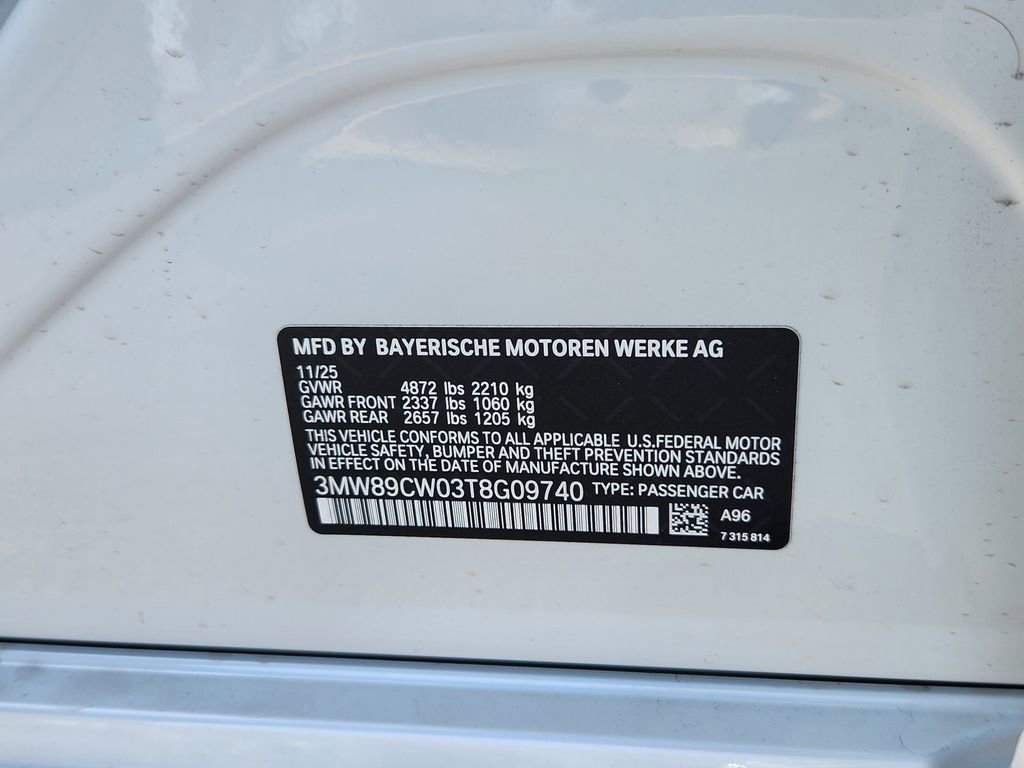 MFD BY BAYERISCHE MOTOREN WERKE AG
11/25
GVWR 4872 lbs 2210 kg
GAWR FRONT 2337 lbs 1060 kg
GAWR REAR 2657 lbs 1205 kg
THIS VEHICLE CONFORMS TO ALL APPLICABLE U.S.FEDERAL MOTOR
VEHICLE SAFETY, BUMPER AND THEFT PREVENTION STANDARDS
IN EFFECT ON THE DATE OF MANUFACTURE SHOWN ABOVE.
3MW89CW03T8G09740 TYPE: PASSENGER CAR
A96
7 315 814